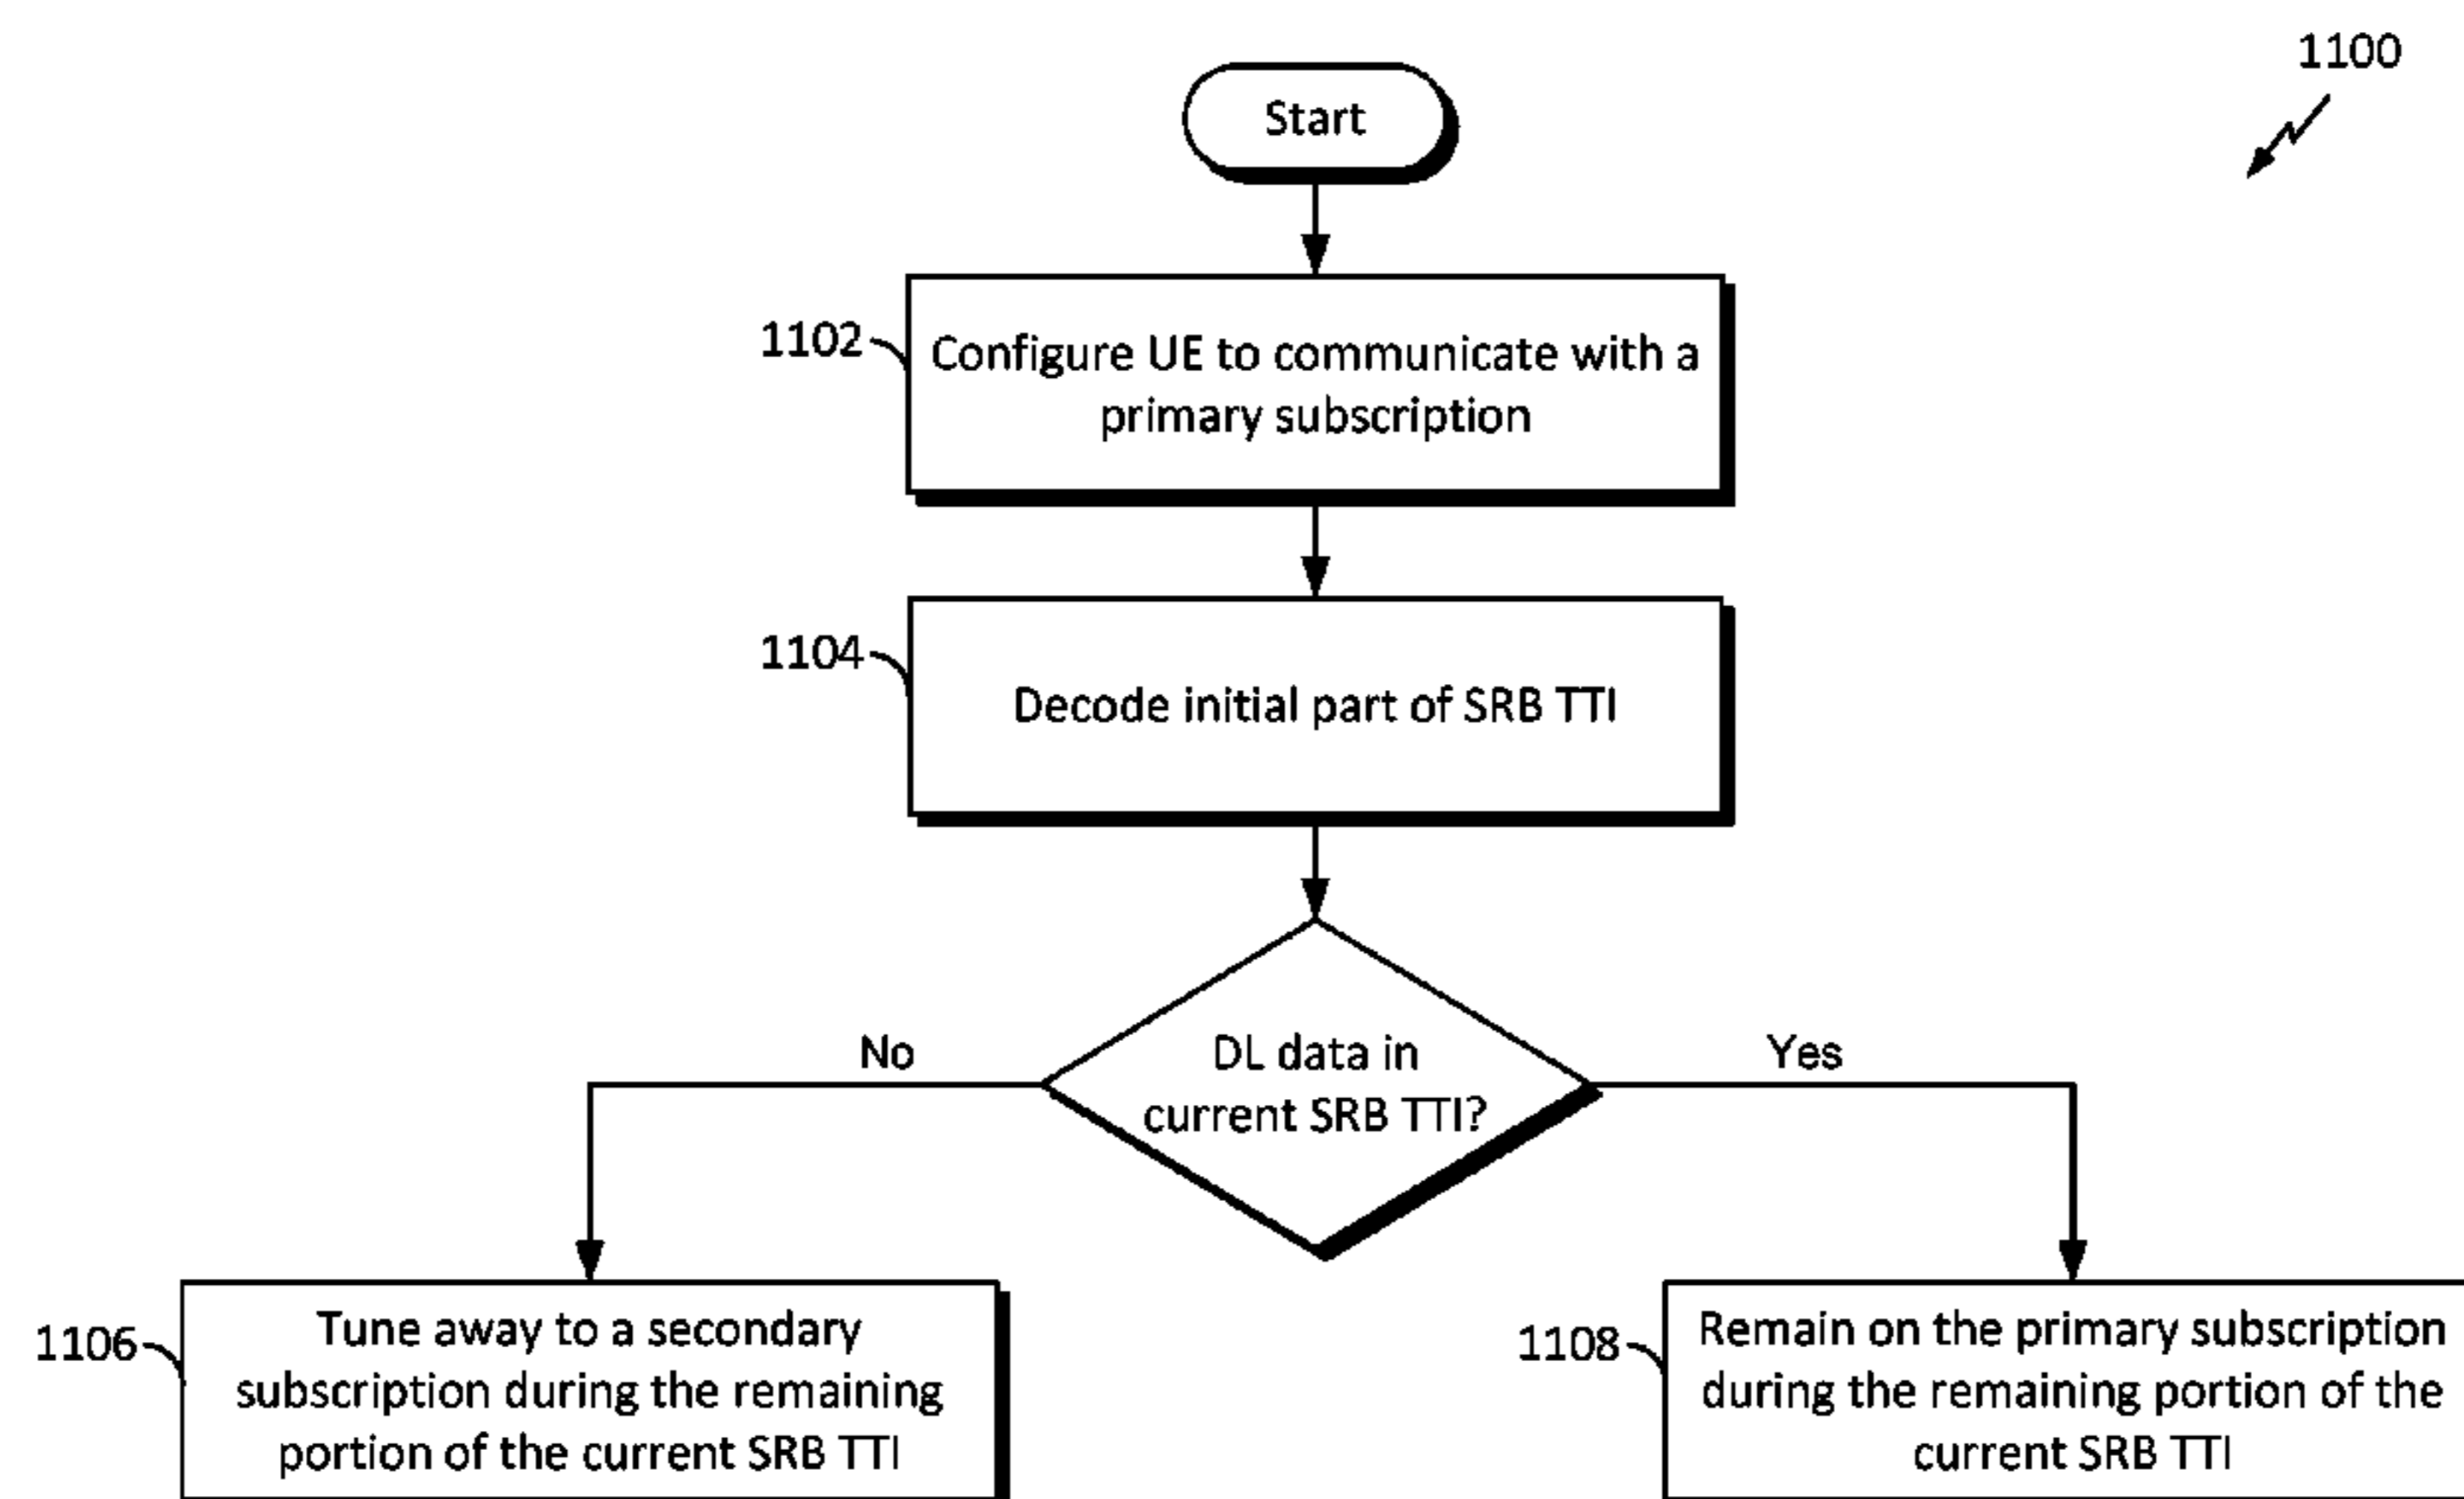 1100
Start
1102
Configure UE to communicate with a
primary subscription
1104
Decode initial part of SRB TTI
No
DL data in
current SRB TTI?
Yes
1106
Tune away to a secondary
subscription during the remaining
portion of the current SRB TTI
1108
Remain on the primary subscription
during the remaining portion of the
current SRB TTI